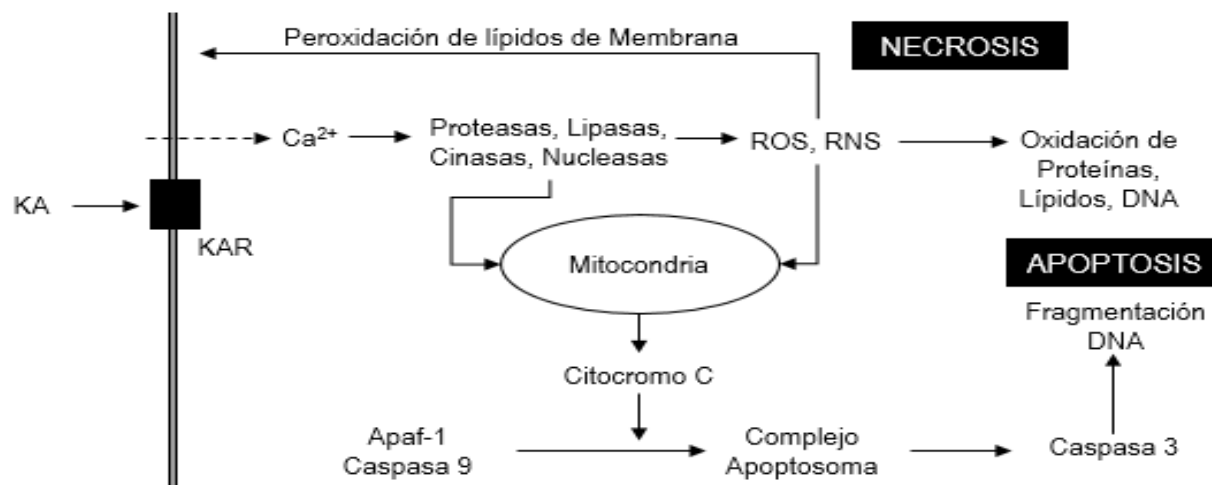 Peroxidación de lípidos de Membrana
NECROSIS
Ca²⁺
Proteasas, Lipasas,
Cinasas, Nucleasas
ROS, RNS
Oxidación de
Proteínas,
Lípidos, DNA
KA
KAR
Mitocondria
APOPTOSIS
Fragmentación
DNA
Citocromo C
Apaf-1
Caspasa 9
Complejo
Apoptosoma
Caspasa 3